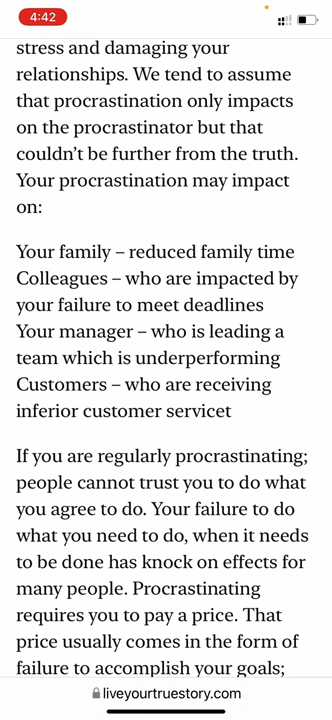 4:42
stress and damaging your
relationships. We tend to assume
that procrastination only impacts
on the procrastinator but that
couldn’t be further from the truth.
Your procrastination may impact
on:
Your family – reduced family time
Colleagues – who are impacted by
your failure to meet deadlines
Your manager – who is leading a
team which is underperforming
Customers – who are receiving
inferior customer servicet
If you are regularly procrastinating;
people cannot trust you to do what
you agree to do. Your failure to do
what you need to do, when it needs
to be done has knock on effects for
many people. Procrastinating
requires you to pay a price. That
price usually comes in the form of
failure to accomplish your goals;
liveyourtruestory.com